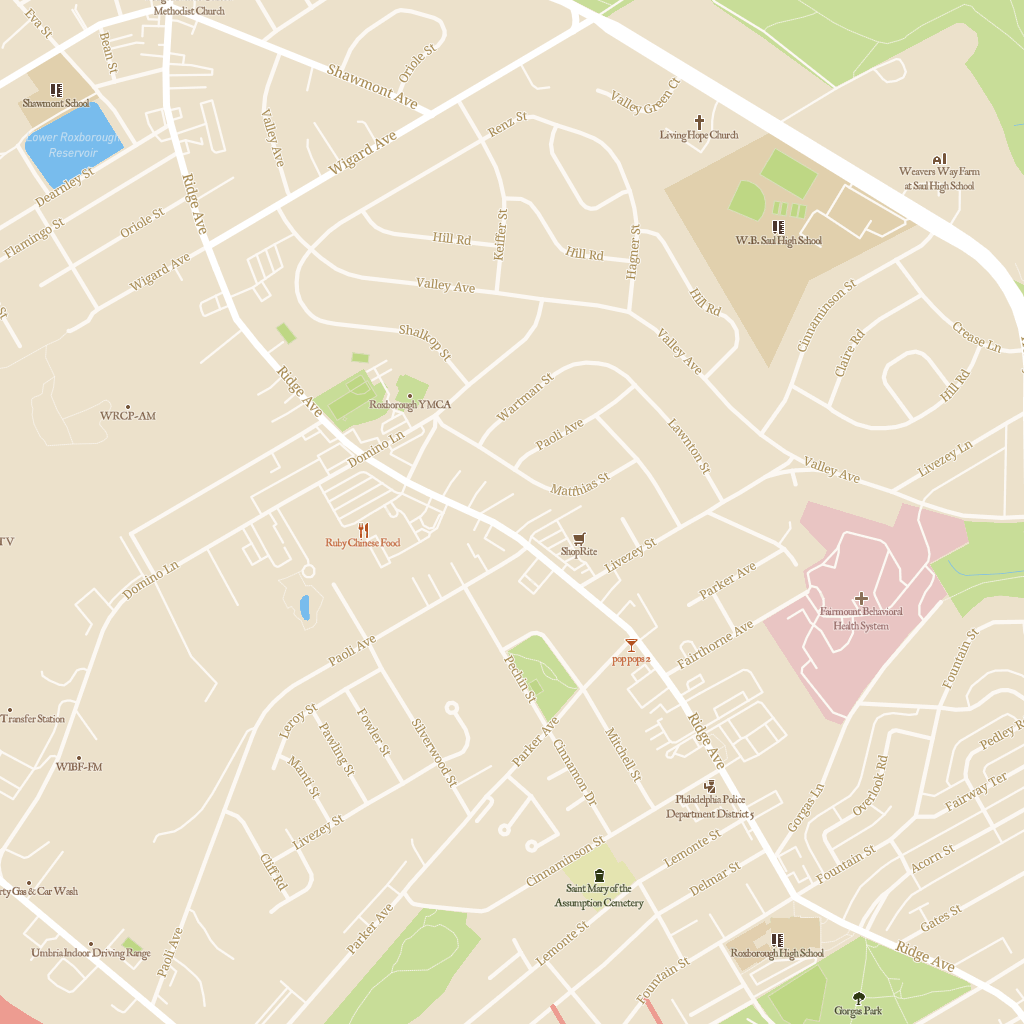 Methodist Church
Eva St
Bean St
Oriole St
Shawmont Ave
Shawmont School
Valley Green Ct
Living Hope Church
Renz St
Valley Ave
Wigard Ave
Lower Roxborough
Reservoir
Weavers Way Farm
at Saul High School
Dearnley St
Ridge Ave
Flamingo St
Oriole St
Keiffer St
Hill Rd
Hill Rd
Hagner St
W.B. Saul High School
Wigard Ave
Valley Ave
Hill Rd
Cinnaminson St
St
Shalkop St
Valley Ave
Claire Rd
Crease Ln
Hill Rd
Ridge Ave
Roxborough YMCA
WRCP-AM
Wartman St
Paoli Ave
Lawnton St
Domino Ln
Matthias St
Valley Ave
Livezey Ln
TV
Ruby Chinese Food
ShopRite
Livezey St
Domino Ln
Parker Ave
Fairmount Behavioral
Health System
Fairthorne Ave
Paoli Ave
pop pops 2
Fountain St
Pechin St
Transfer Station
Leroy St
Pawling St
Fowler St
Silverwood St
Parker Ave
Mitchell St
Ridge Ave
Pedley Rd
WIBF-FM
Manti St
Cinnamon Dr
Overlook Rd
Philadelphia Police
Department District 5
Gorgas Ln
Fairway Ter
Livezey St
Cliff Rd
Cinnaminson St
Lemonte St
Fountain St
Acorn St
Delmar St
rty Gas & Car Wash
Saint Mary of the
Assumption Cemetery
Gates St
Parker Ave
Lemonte St
Umbria Indoor Driving Range
Paoli Ave
Roxborough High School
Ridge Ave
Fountain St
Gorgas Park